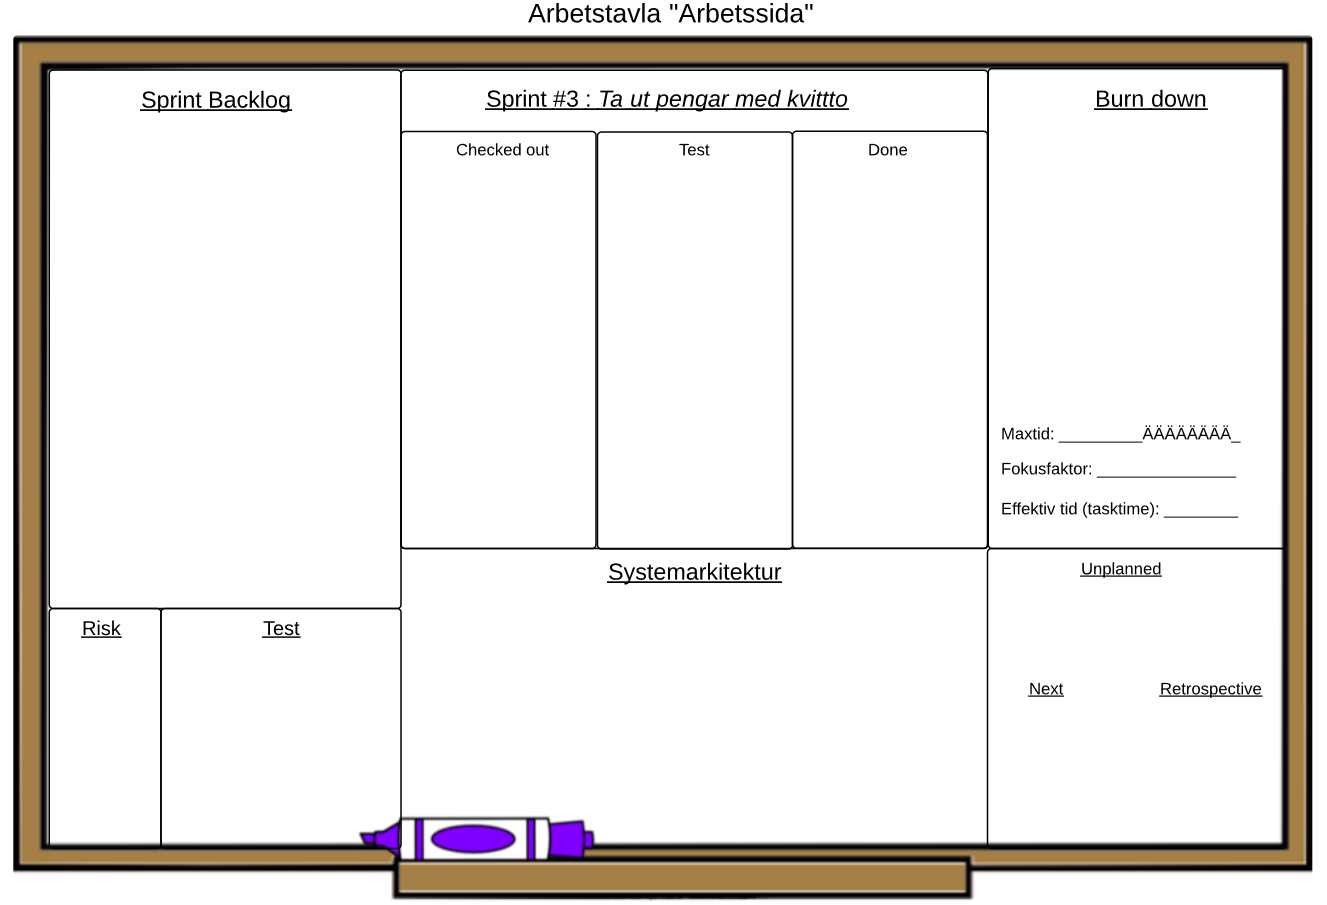 Arbetstavla "Arbetssida"
Sprint Backlog
Sprint #3 : Ta ut pengar med kvittto
Burn down
Checked out
Test
Done
Maxtid: _________ÄÄÄÄÄÄÄÄ_
Fokusfaktor: _______________
Effektiv tid (tasktime): ________
Systemarkitektur
Unplanned
Risk
Test
Next
Retrospective